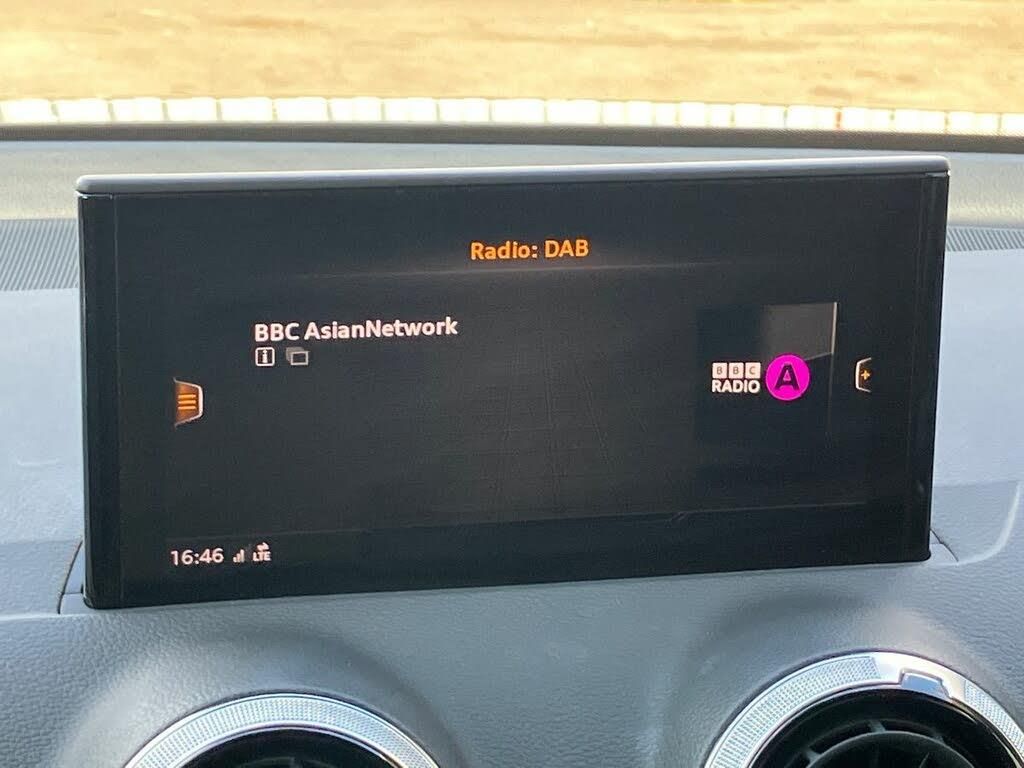 Radio: DAB
BBC AsianNetwork
BBC
RADIO A
16:46 LTE